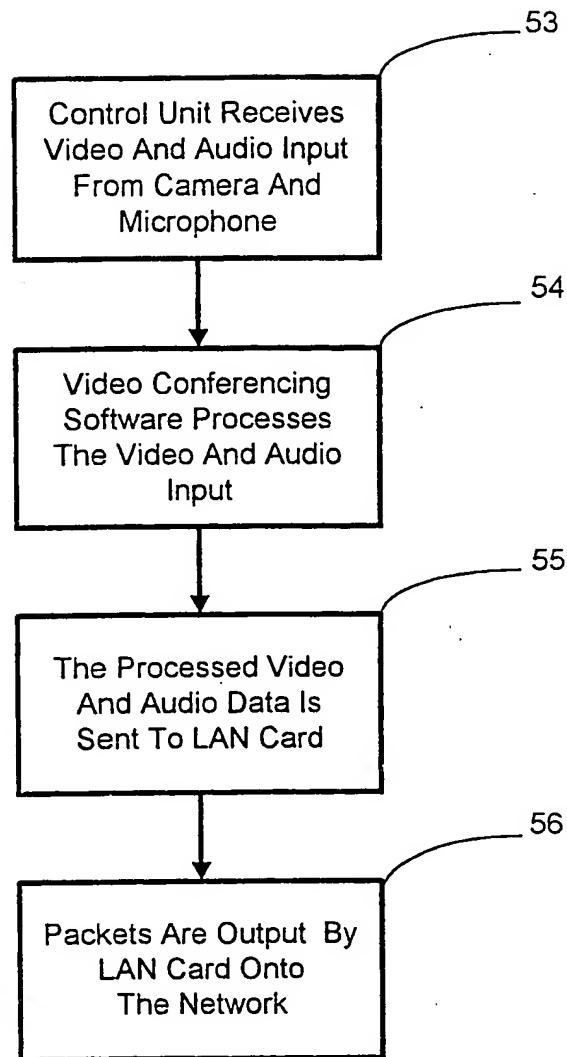 53
Control Unit Receives
Video And Audio Input
From Camera And
Microphone
54
Video Conferencing
Software Processes
The Video And Audio
Input
55
The Processed Video
And Audio Data Is
Sent To LAN Card
56
Packets Are Output By
LAN Card Onto
The Network